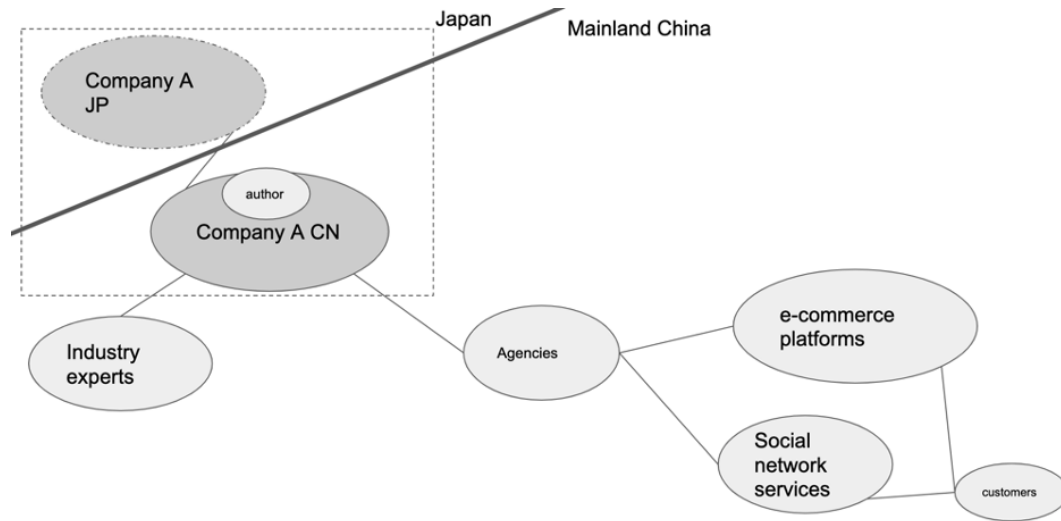 Japan
Mainland China
Company A
JP
author
Company A CN
Industry
experts
Agencies
e-commerce
platforms
Social
network
services
customers